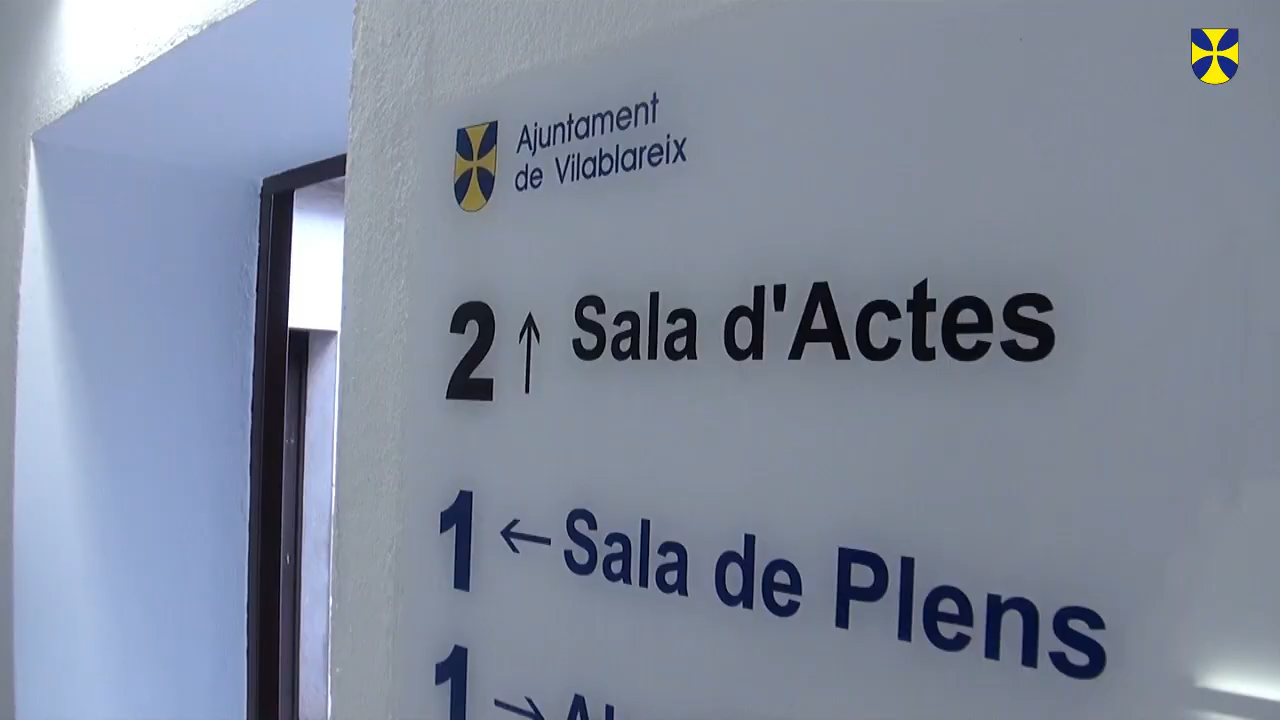 Ajuntament
de Vilablareix
2 ↑ Sala d'Actes
1 ← Sala de Plens
1 →